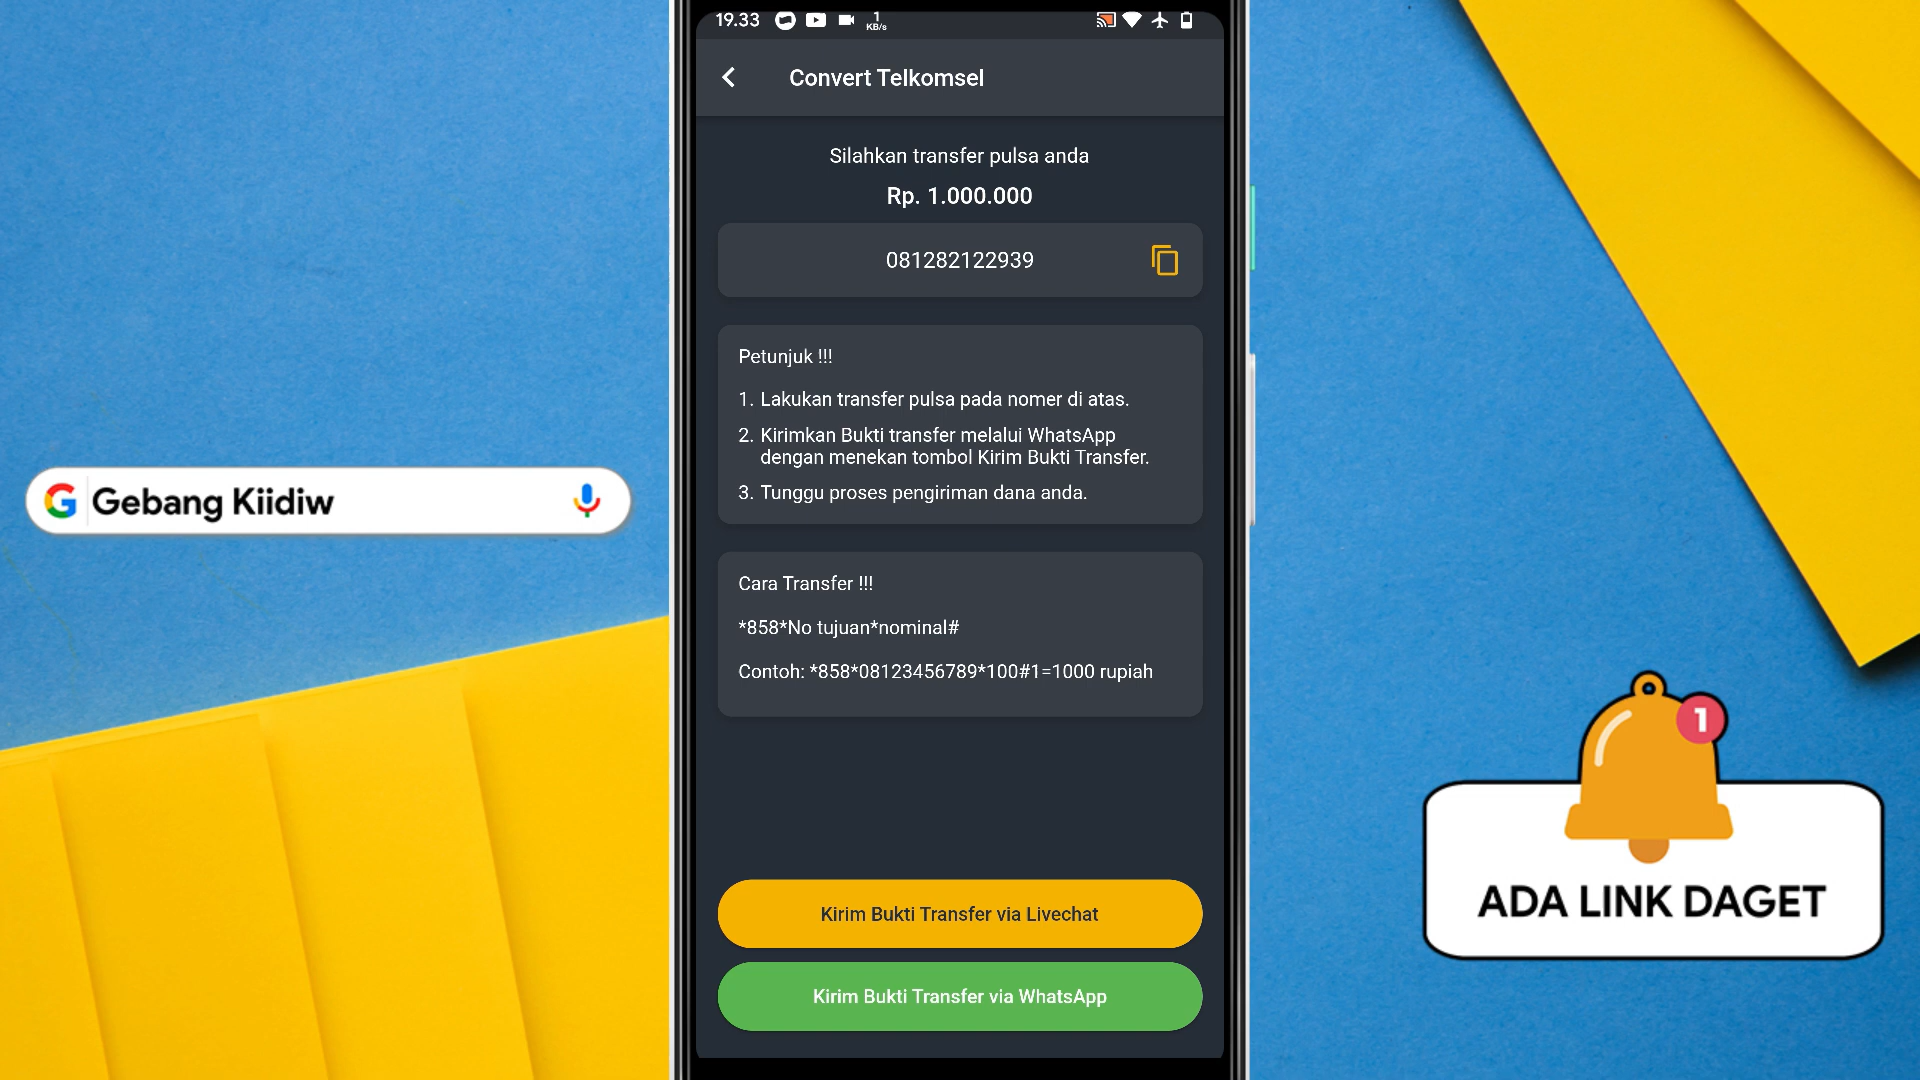 19.33
1
KB/s
Convert Telkomsel
Silahkan transfer pulsa anda
Rp. 1.000.000
081282122939
Petunjuk !!!
1. Lakukan transfer pulsa pada nomer di atas.
2. Kirimkan Bukti transfer melalui WhatsApp
dengan menekan tombol Kirim Bukti Transfer.
3. Tunggu proses pengiriman dana anda.
Cara Transfer !!!
*858*No tujuan*nominal#
Contoh: *858*08123456789*100#1=1000 rupiah
Kirim Bukti Transfer via Livechat
Kirim Bukti Transfer via WhatsApp
G Gebang Kiidiw
1
ADA LINK DAGET